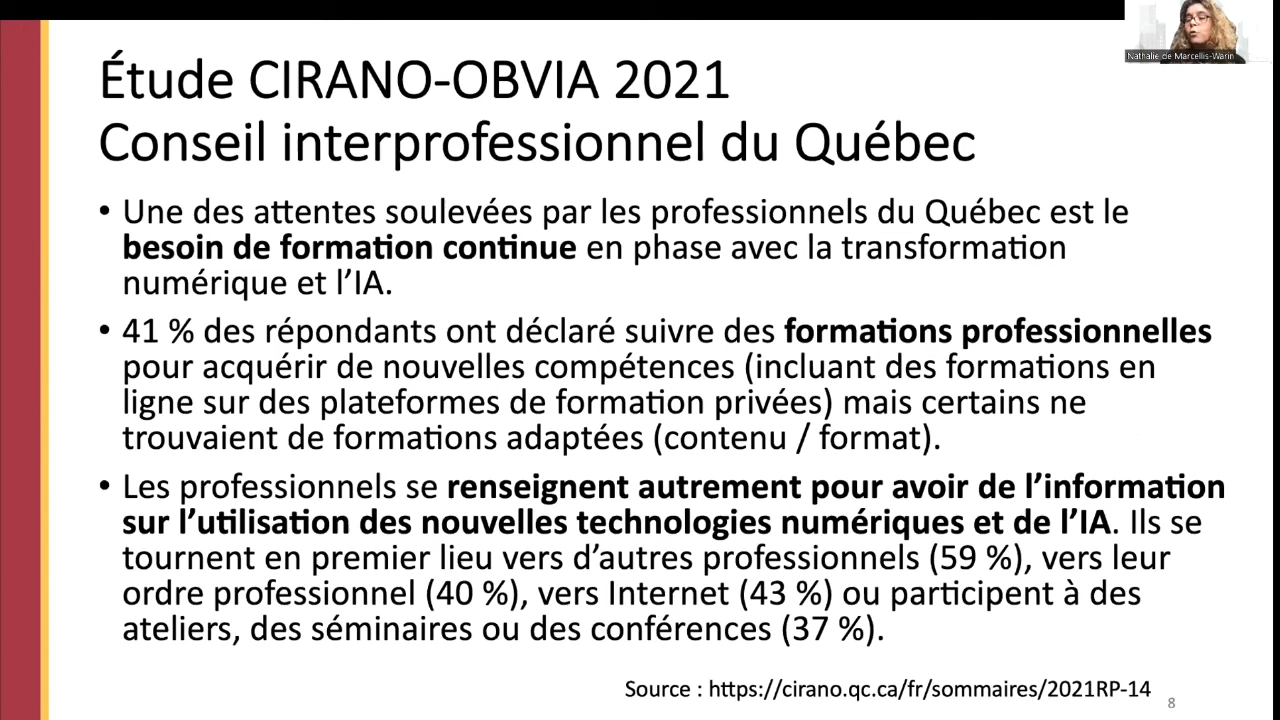 Nathalie de Marcellis-Warin
Étude CIRANO-OBVIA 2021
Conseil interprofessionnel du Québec
• Une des attentes soulevées par les professionnels du Québec est le
besoin de formation continue en phase avec la transformation
numérique et l’IA.
• 41 % des répondants ont déclaré suivre des formations professionnelles
pour acquérir de nouvelles compétences (incluant des formations en
ligne sur des plateformes de formation privées) mais certains ne
trouvaient de formations adaptées (contenu / format).
• Les professionnels se renseignent autrement pour avoir de l’information
sur l’utilisation des nouvelles technologies numériques et de l’IA. Ils se
tournent en premier lieu vers d’autres professionnels (59 %), vers leur
ordre professionnel (40 %), vers Internet (43 %) ou participent à des
ateliers, des séminaires ou des conférences (37 %).
Source : https://cirano.qc.ca/fr/sommaires/2021RP-14
8